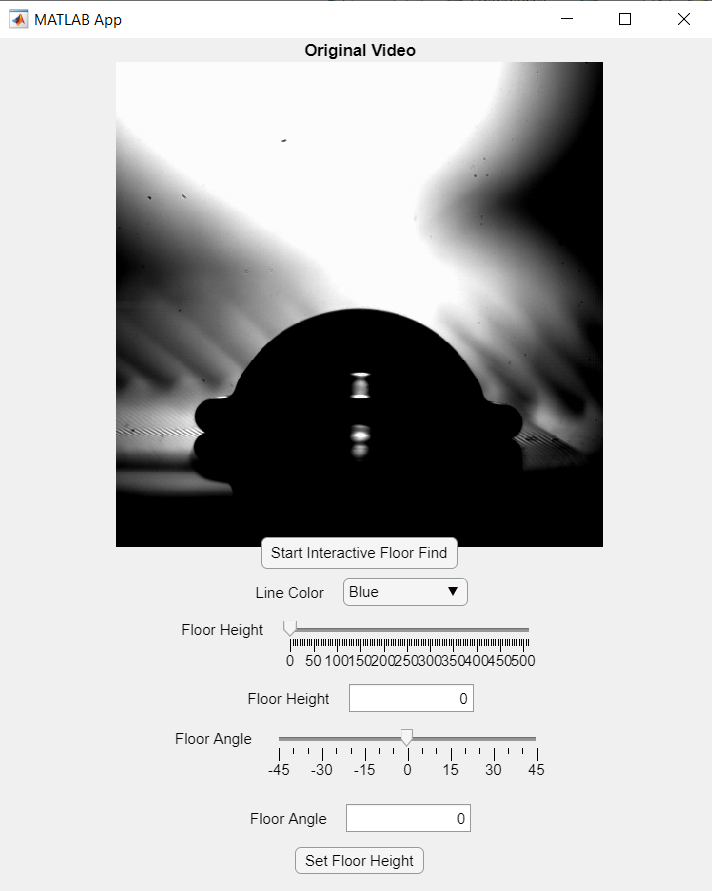 MATLAB App
Original Video
Start Interactive Floor Find
Line Color Blue
Floor Height
0 50 100150200250300350400450500
Floor Height 0
Floor Angle
-45 -30 -15 0 15 30 45
Floor Angle 0
Set Floor Height